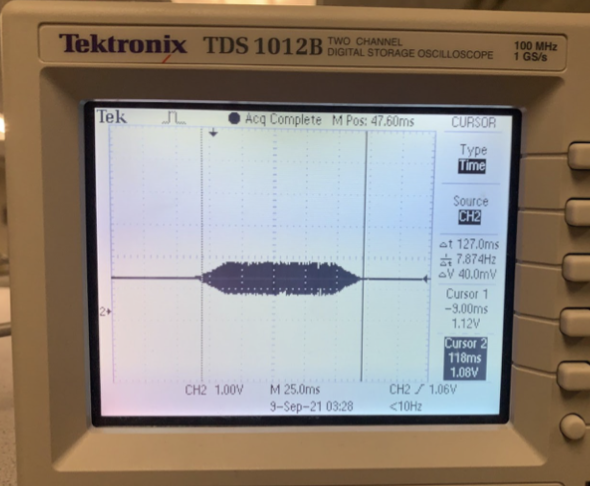 Tektronix TDS 1012B TWO CHANNEL DIGITAL STORAGE OSCILLOSCOPE 100 MHz 1 GS/s
Tek Acq Complete M Pos: 47.60ms CURSOR
Type
Time
Source
CH2
Δt 127.0ms
1/Δt 7.874Hz
ΔV 40.0mV
Cursor 1
-9.00ms
1.12V
Cursor 2
118ms
1.08V
2
CH2 1.00V M 25.0ms CH2 ∕ 1.06V
9-Sep-21 03:28 <10Hz